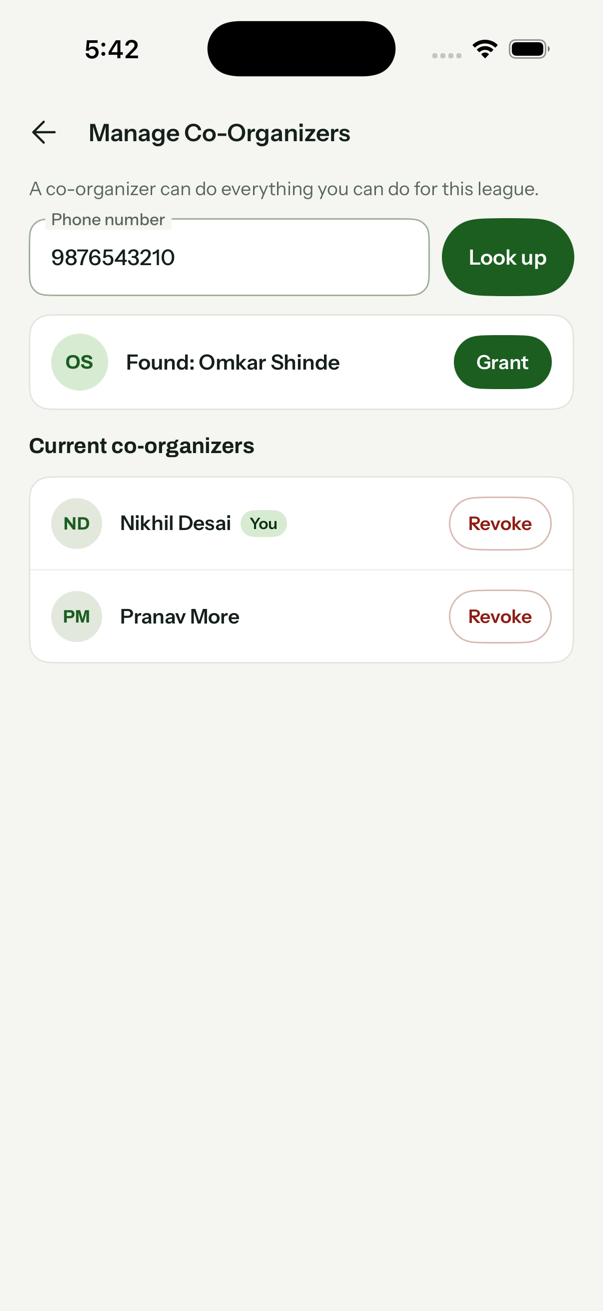 5:42
Manage Co-Organizers
A co-organizer can do everything you can do for this league.
Phone number
9876543210
Look up
OS Found: Omkar Shinde Grant
Current co-organizers
ND Nikhil Desai You Revoke
PM Pranav More Revoke